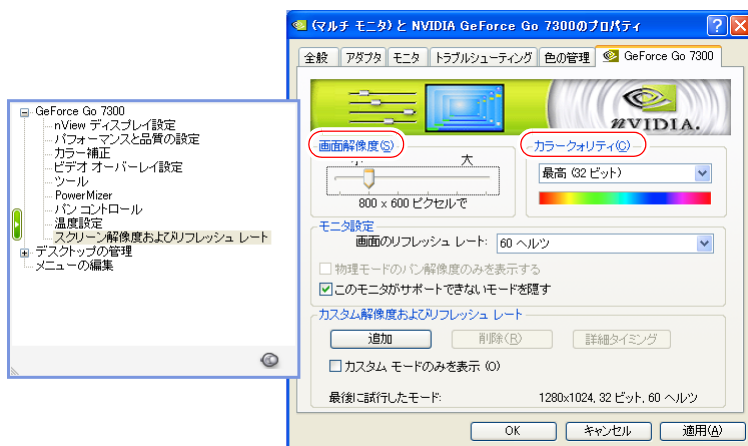 (マルチ モニタ) と NVIDIA GeForce Go 7300のプロパティ
全般 アダプタ モニタ トラブルシューティング 色の管理 GeForce Go 7300
NVIDIA.
GeForce Go 7300
nView ディスプレイ設定
パフォーマンスと品質の設定
カラー補正
ビデオ オーバーレイ設定
ツール
PowerMizer
パン コントロール
温度設定
スクリーン解像度およびリフレッシュ レート
デスクトップの管理
メニューの編集
画面解像度(S)
小 大
800 x 600 ピクセルで
カラークォリティ(C)
最高 (32 ビット)
モニタ設定
画面のリフレッシュ レート: 60 ヘルツ
物理モードのパン解像度のみを表示する
このモニタがサポートできないモードを隠す
カスタム解像度およびリフレッシュ レート
追加 削除(R) 詳細タイミング
カスタム モードのみを表示 (O)
最後に試行したモード: 1280x1024, 32 ビット, 60 ヘルツ
OK キャンセル 適用(A)